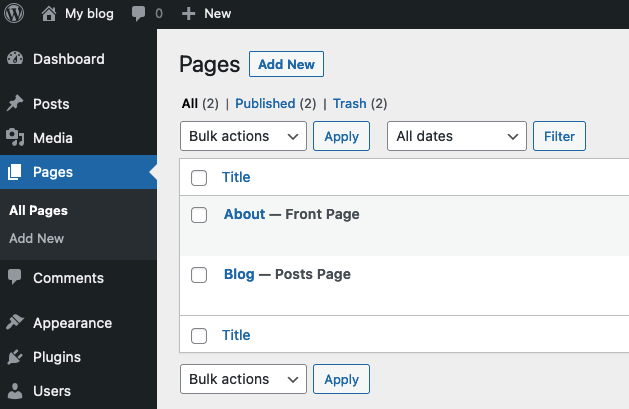 My blog 0 New
Dashboard
Posts
Media
Pages
All Pages
Add New
Comments
Appearance
Plugins
Users
Pages Add New
All (2) | Published (2) | Trash (2)
Bulk actions Apply All dates Filter
Title
About — Front Page
Blog — Posts Page
Title
Bulk actions Apply